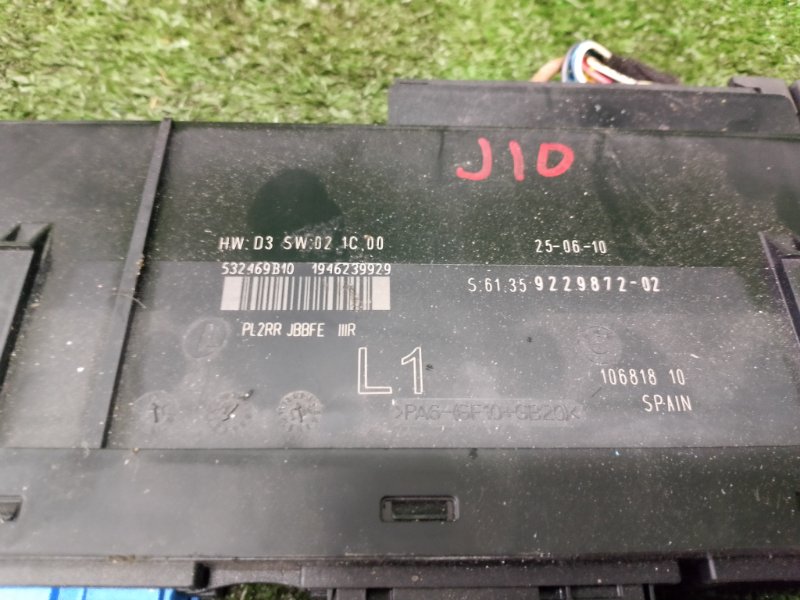 J10
HW: D3 SW:02.1C.00
25-06-10
532469B10 1946239929
S:61.35 9229872-02
PL2RR JBBFE IIIR
L1
106818 10
>PA6-(GF10+GB20)<
SPAIN